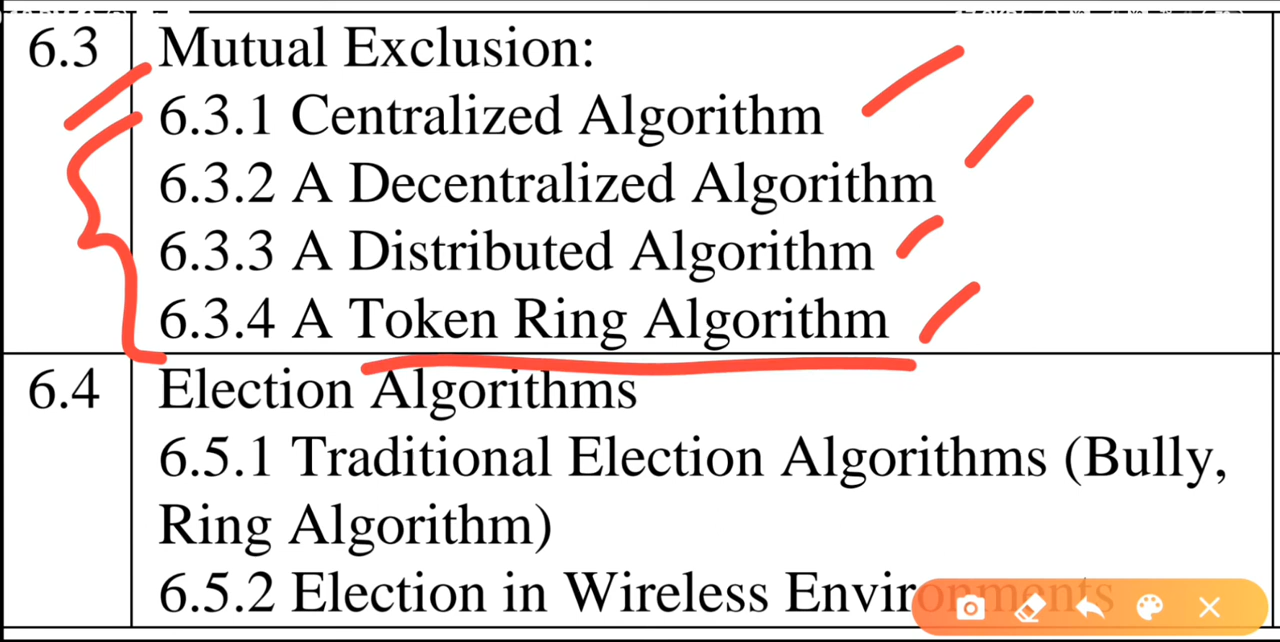 6.3 Mutual Exclusion:
6.3.1 Centralized Algorithm
6.3.2 A Decentralized Algorithm
6.3.3 A Distributed Algorithm
6.3.4 A Token Ring Algorithm
6.4 Election Algorithms
6.5.1 Traditional Election Algorithms (Bully,
Ring Algorithm)
6.5.2 Election in Wireless Environments